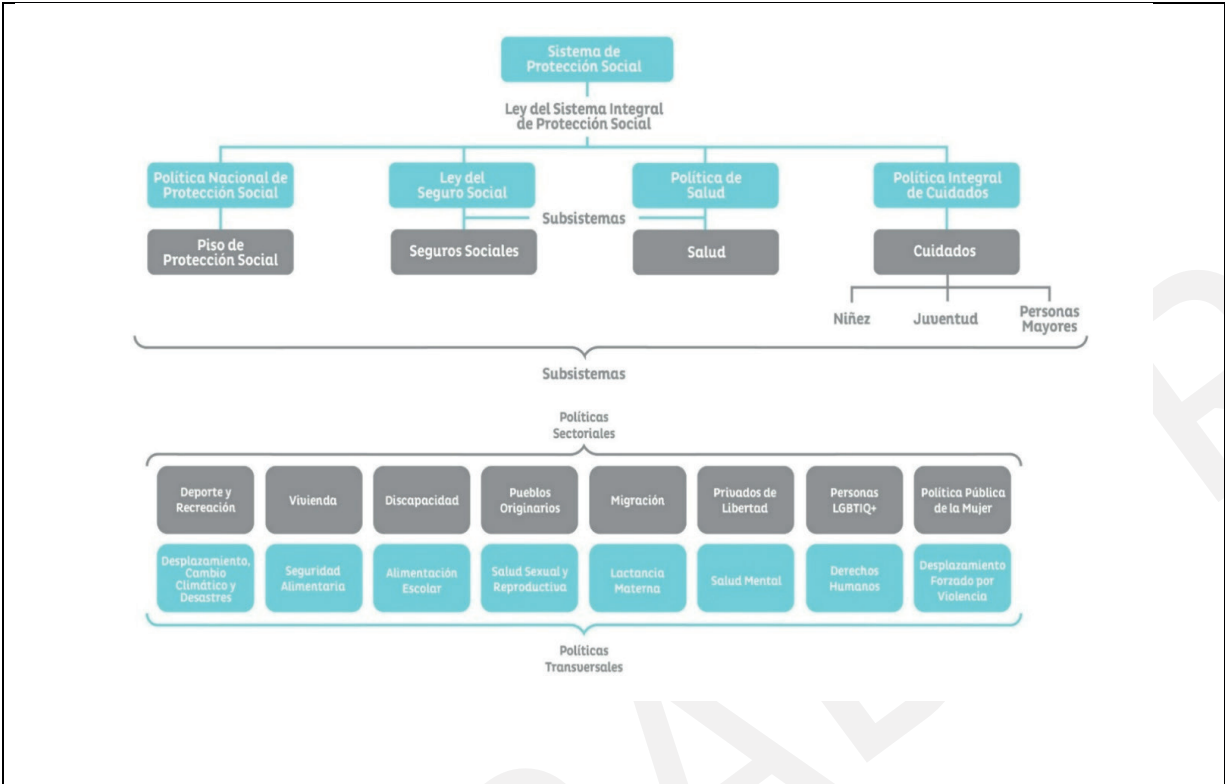 Sistema de
Protección Social
Ley del Sistema Integral
de Protección Social
Política Nacional de
Protección Social
Ley del
Seguro Social
Política de
Salud
Política Integral
de Cuidados
Subsistemas
Piso de
Protección Social
Seguros Sociales
Salud
Cuidados
Niñez
Juventud
Personas
Mayores
Subsistemas
Políticas
Sectoriales
Deporte y
Recreación
Vivienda
Discapacidad
Pueblos
Originarios
Migración
Privados de
Libertad
Personas
LGBTIQ+
Política Pública
de la Mujer
Desplazamiento,
Cambio
Climático y
Desastres
Seguridad
Alimentaria
Alimentación
Escolar
Salud Sexual y
Reproductiva
Lactancia
Materna
Salud Mental
Derechos
Humanos
Desplazamiento
Forzado por
Violencia
Políticas
Transversales